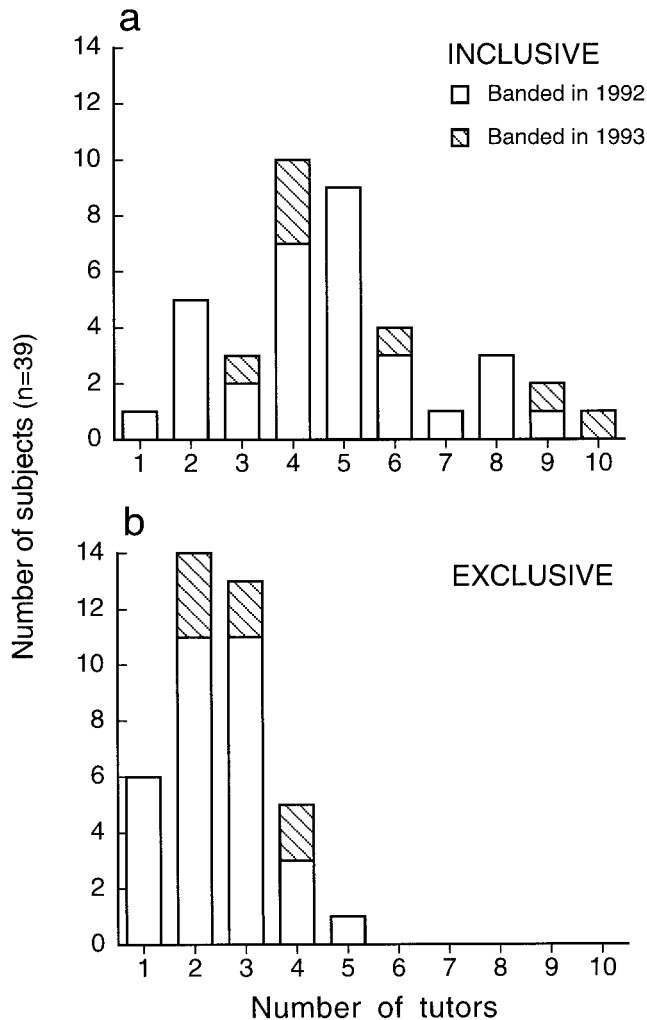 a
INCLUSIVE
Banded in 1992
Banded in 1993
14
12
10
8
6
4
2
0
1 2 3 4 5 6 7 8 9 10
Number of subjects (n=39)
b
EXCLUSIVE
14
12
10
8
6
4
2
0
1 2 3 4 5 6 7 8 9 10
Number of tutors